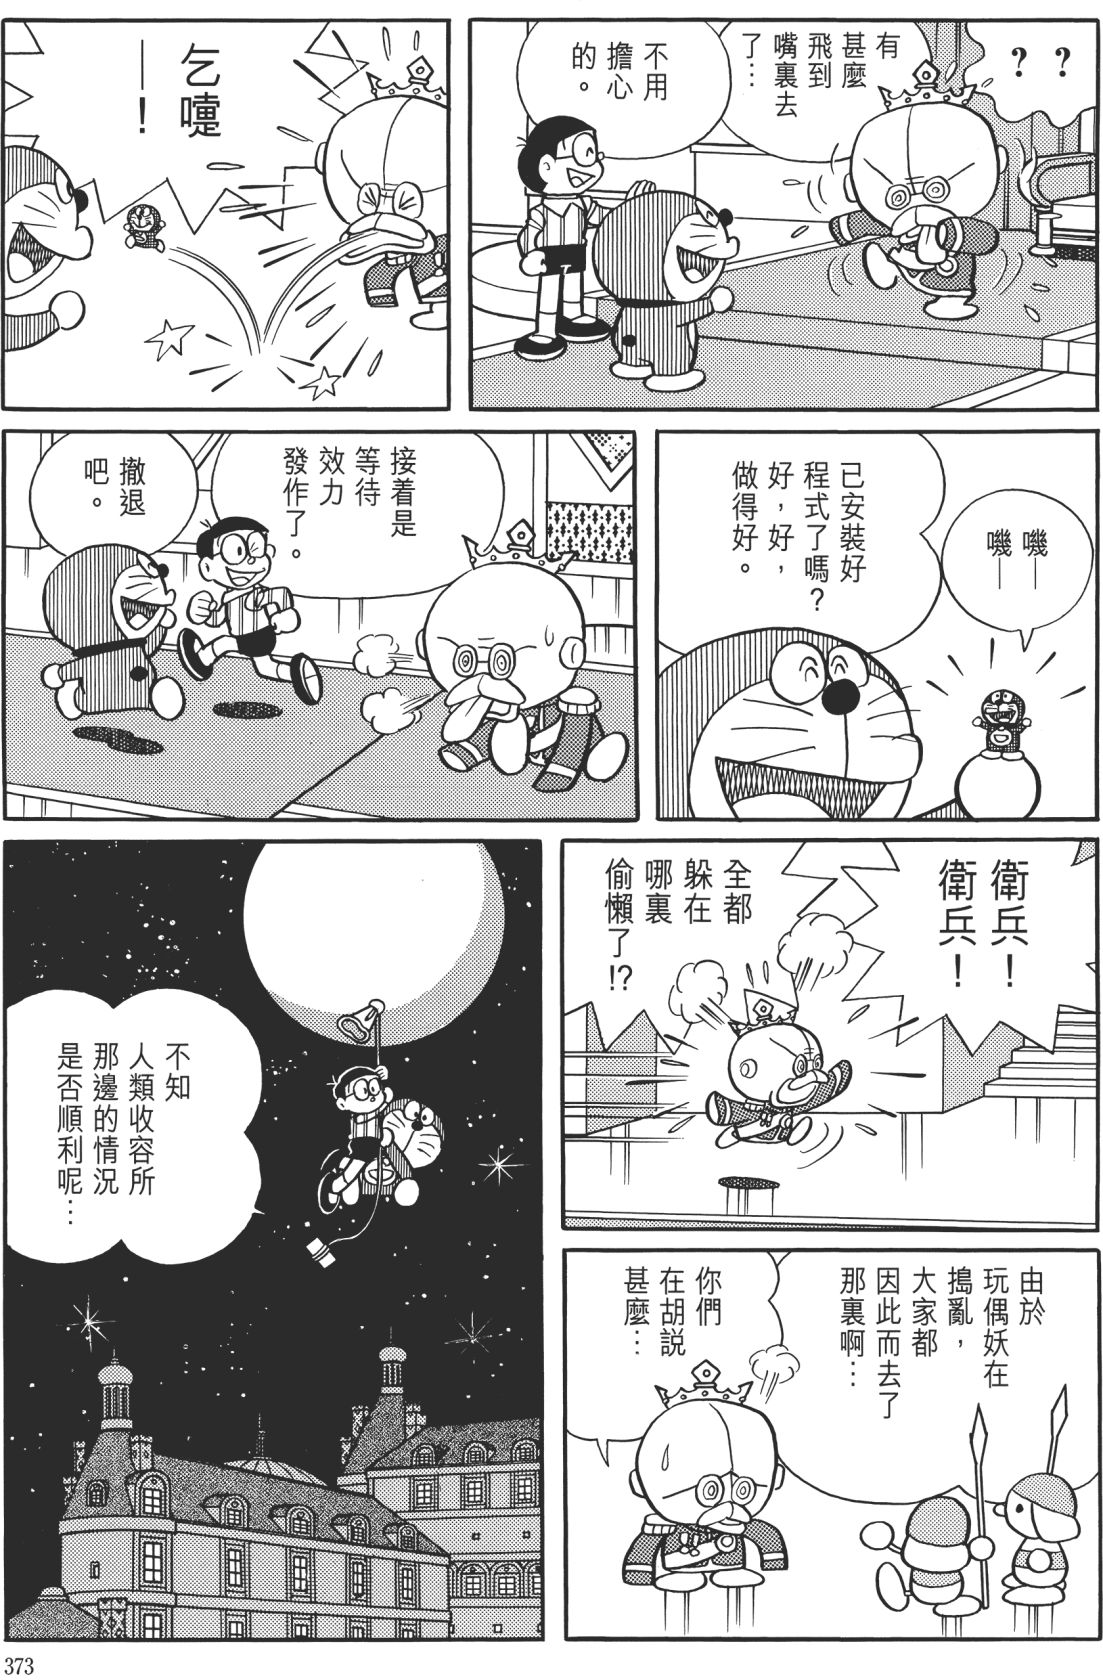 ？
？
有
甚麼
飛到
嘴裏去
了…
不用
擔心
的。
乞嚏
—！
嘰
—
嘰
—
已安裝好
程式了嗎？
好，好，
做得好。
接着是
等待
效力
發作了。
撤退
吧。
衛兵！
衛兵！
全都
躲在
哪裏
偷懶了!?
由於
玩偶妖在
搗亂，
大家都
因此而去了
那裏啊…
你們
在胡説
甚麼…
不知
人類收容所
那邊的情況
是否順利呢…
373